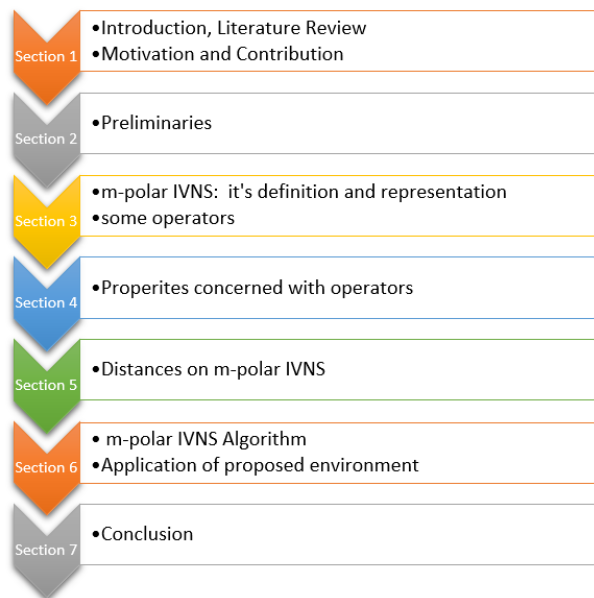 Section 1
•Introduction, Literature Review
•Motivation and Contribution
Section 2
•Preliminaries
Section 3
•m-polar IVNS:  it's definition and representation
•some operators
Section 4
•Properites concerned with operators
Section 5
•Distances on m-polar IVNS
Section 6
• m-polar IVNS Algorithm
•Application of proposed environment
Section 7
•Conclusion